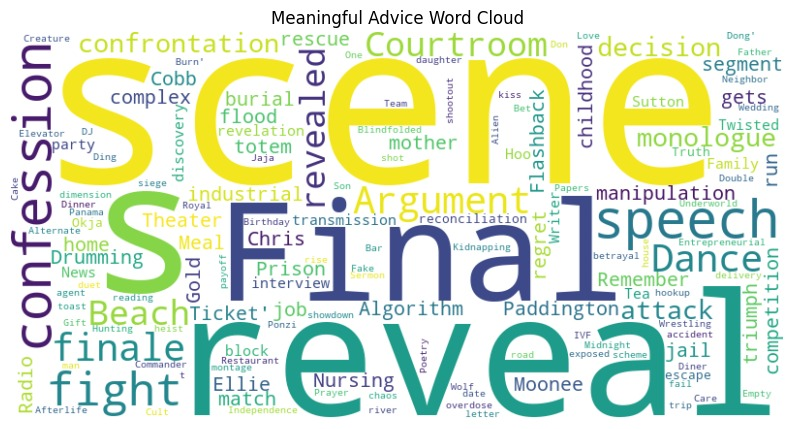 Meaningful Advice Word Cloud
Creature
Burn'
confrontation
rescue
One
daughter
Courtroom
Don
Love
decision
Dong'
Father
scene
confession
Cobb
complex
burial
flood
revealed
revelation
totem
discovery
Elevator
DJ
party
Ding
Cake
Team
shootout
kiss
Bet
Alien
Blindfolded
shot
mother
Jaja
Hoo
Flashback
childhood
Sutton
segment
Neighbor
gets
Wedding
Twisted
monologue
Truth
Family
Double
run
dimension
siege
industrial
Son
Argument
Papers
manipulation
Underworld
Dinner
Royal
Panama
Alternate
Okja
Theater
S
Final
Birthday
transmission
reconciliation
speech
home
Drumming
Meal
Chris
Bar
Kidnapping
regret
Writer
Entrepreneurial
betrayal
house
Dance
News
duet
Gold
payoff
rise
Sermon
Fake
Prison
interview
Remember
delivery
agent
reading
toast
Beach
Ticket'
job
Ponzi
showdown
Algorithm
Paddington
Tea
hookup
attack
triumph
competition
Gift
Hunting
heist
finale
reveal
Radio
man
Commander
t
block
Restaurant
montage
Ellie
match
Prayer
chaos
Nursing
Poetry
Wolf
date
road
IVF
Midnight
exposed
scheme
Moonee
Wrestling
accident
jail
Diner
escape
fail
Care
trip
Empty
fight
Afterlife
Cult
Independence
river
overdose
letter